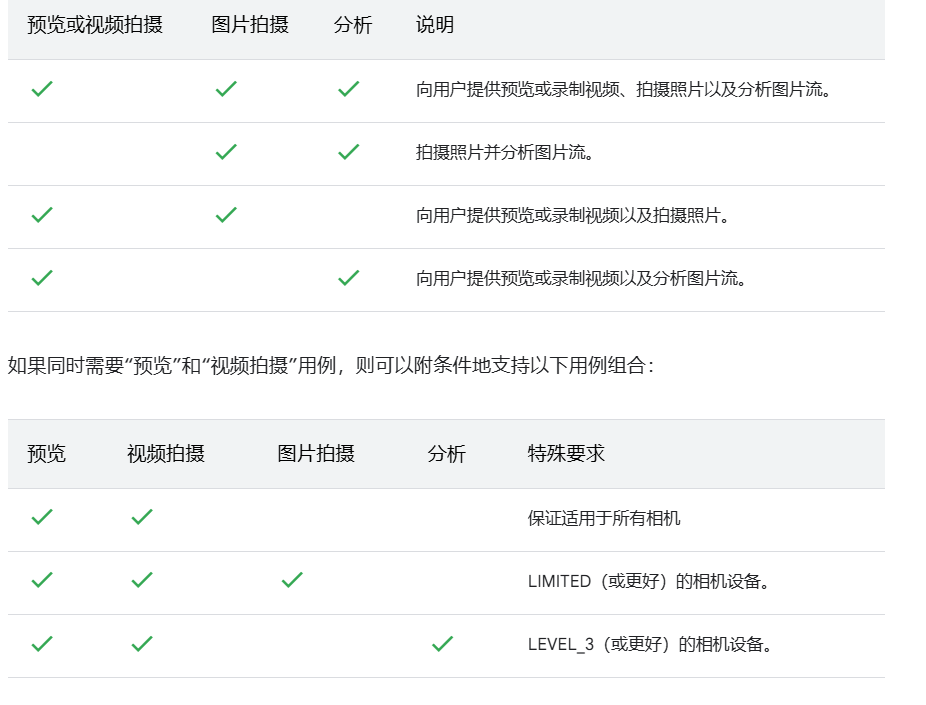 预览或视频拍摄 图片拍摄 分析 说明
✓ ✓ ✓ 向用户提供预览或录制视频、拍摄照片以及分析图片流。
✓ ✓ 拍摄照片并分析图片流。
✓ ✓ 向用户提供预览或录制视频以及拍摄照片。
✓ ✓ 向用户提供预览或录制视频以及分析图片流。
如果同时需要“预览”和“视频拍摄”用例，则可以附条件地支持以下用例组合：
预览 视频拍摄 图片拍摄 分析 特殊要求
✓ ✓ 保证适用于所有相机
✓ ✓ ✓ LIMITED（或更好）的相机设备。
✓ ✓ ✓ LEVEL_3（或更好）的相机设备。